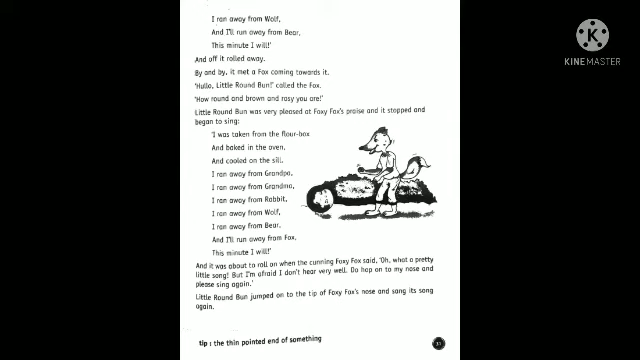 I ran away from Wolf,
And I'll run away from Bear,
This minute I will!'
And off it rolled away.
By and by, it met a Fox coming towards it.
'Hullo, Little Round Bun!' called the Fox.
'How round and brown and rosy you are!'
Little Round Bun was very pleased at Foxy Fox's praise and it stopped and
began to sing:
'I was taken from the flour-box
And baked in the oven,
And cooled on the sill,
I ran away from Grandpa,
I ran away from Grandma,
I ran away from Rabbit,
I ran away from Wolf,
I ran away from Bear,
And I'll run away from Fox,
This minute I will!'
And it was about to roll on when the cunning Foxy Fox said, 'Oh, what a pretty
little song! But I'm afraid I don't hear very well. Do hop on to my nose and
please sing again.'
Little Round Bun jumped on to the tip of Foxy Fox's nose and sang its song
again.
tip : the thin pointed end of something
31
K
KINEMASTER